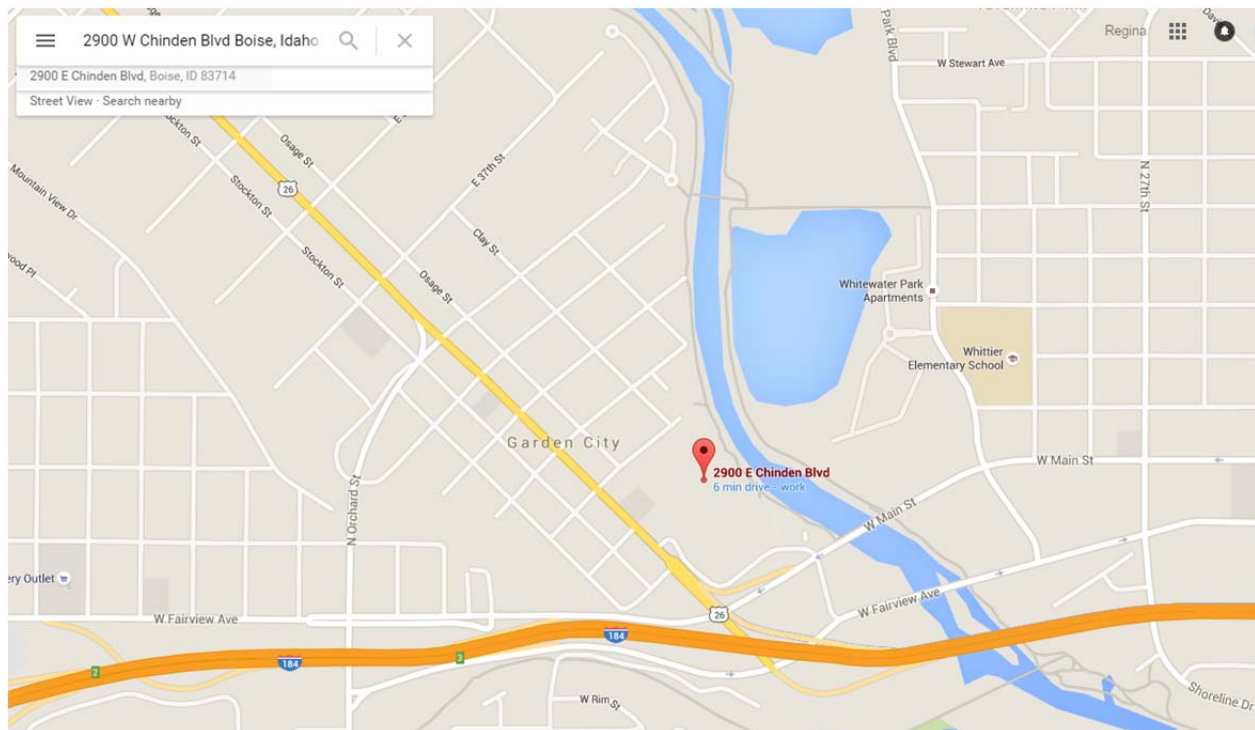 2900 W Chinden Blvd Boise, Idaho
Regina
2900 E Chinden Blvd, Boise, ID 83714
Street View · Search nearby
Park Blvd
W Stewart Ave
Stockton St
Osage St
E 37th St
N 27th St
Mountain View Dr
Stockton St
26
Clay St
Stockton St
Osage St
Whitewater Park
Apartments
Whittier
Elementary School
Garden City
2900 E Chinden Blvd
6 min drive - work
W Main St
N Orchard St
W Main St
ery Outlet
W Fairview Ave
W Fairview Ave
26
184
184
2
3
W Rim St
Shoreline Dr